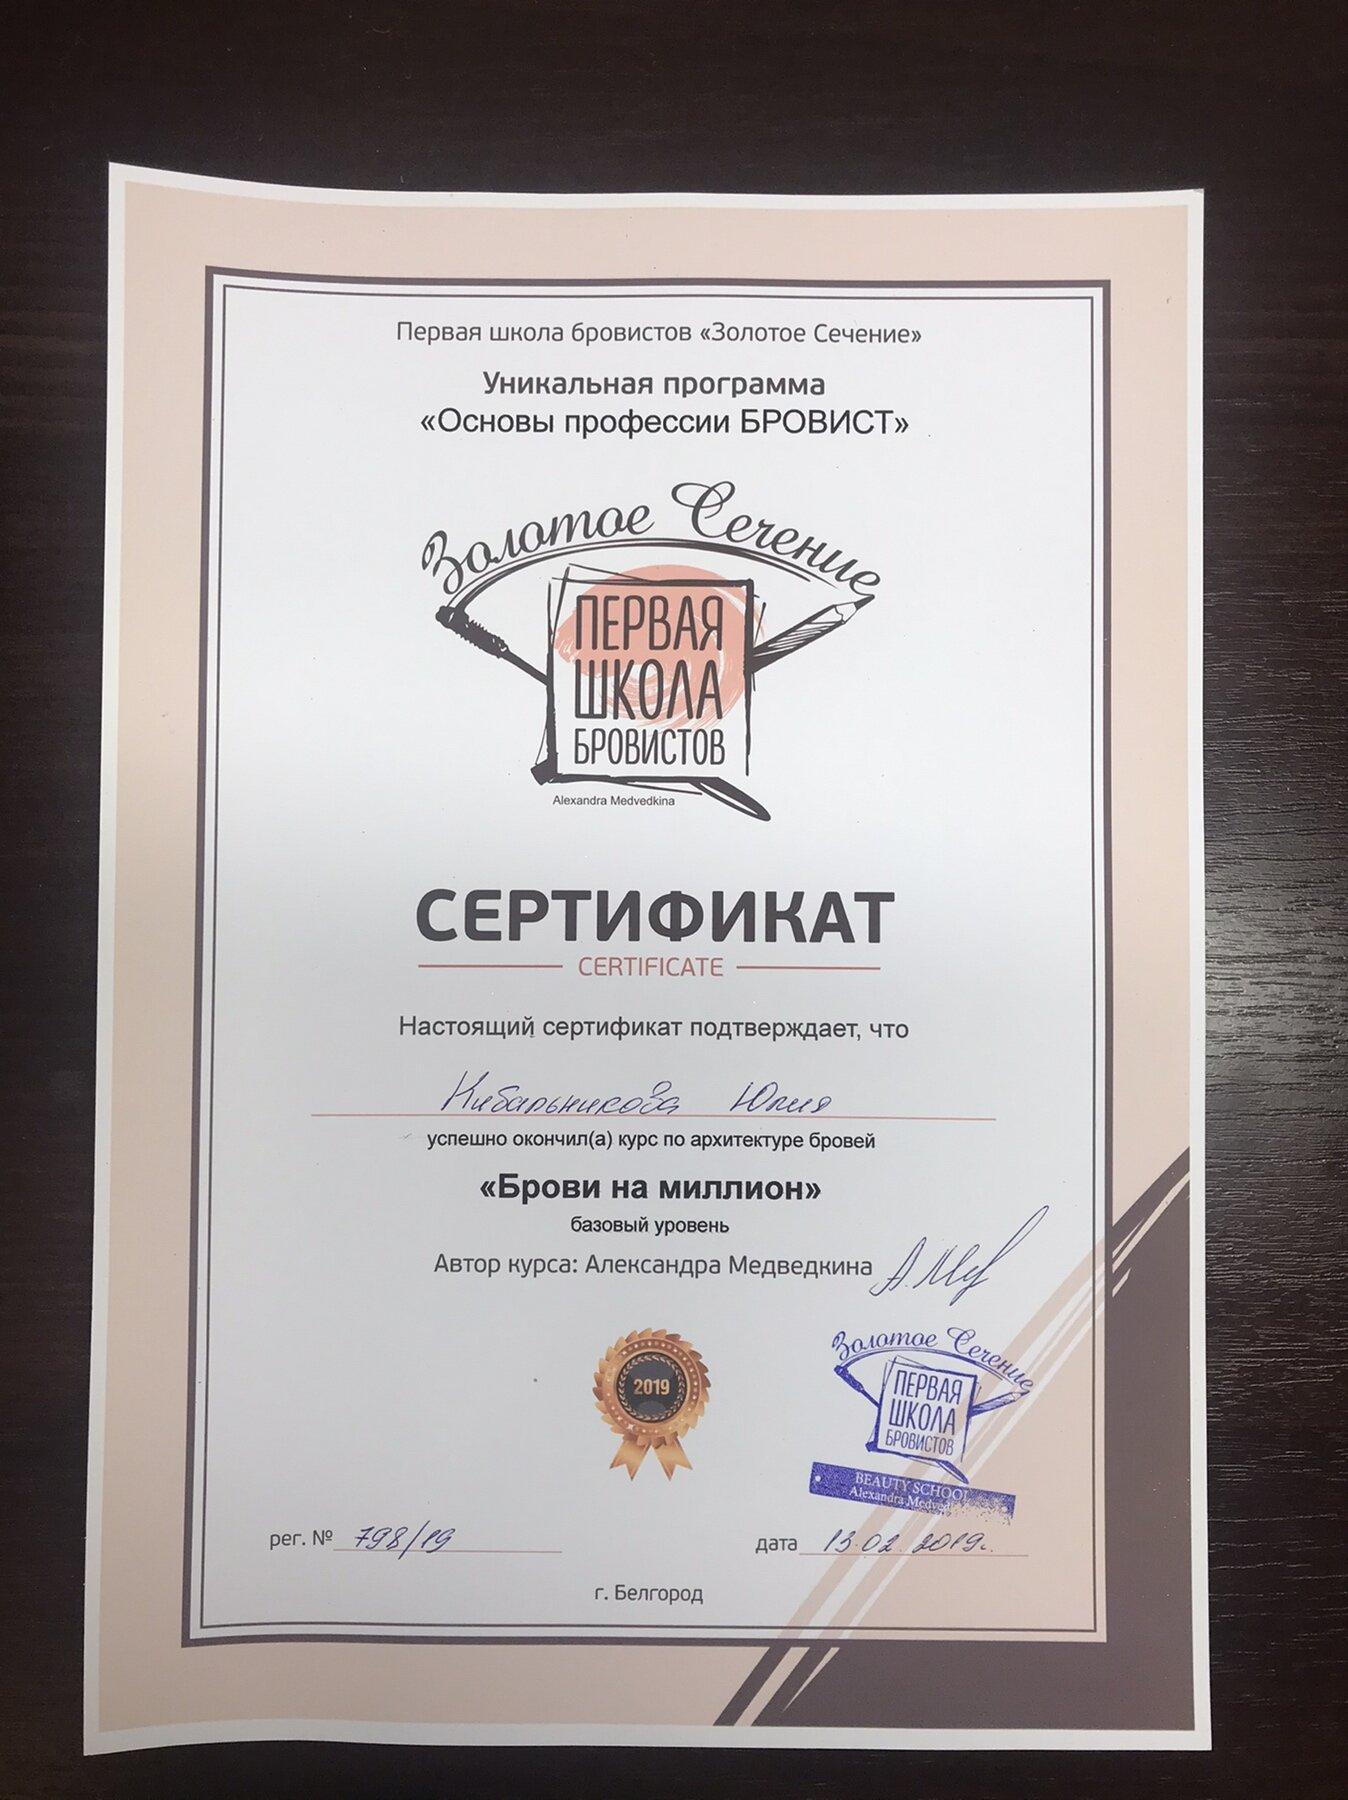 Первая школа бровистов «Золотое Сечение»
Уникальная программа
«Основы профессии БРОВИСТ»
Золотое Сечение
ПЕРВАЯ
ШКОЛА
БРОВИСТОВ
Alexandra Medvedkina
СЕРТИФИКАТ
CERTIFICATE
Настоящий сертификат подтверждает, что
Кибальникова Юлия
успешно окончил(а) курс по архитектуре бровей
«Брови на миллион»
базовый уровень
Автор курса: Александра Медведкина
2019
Золотое Сечение
ПЕРВАЯ
ШКОЛА
БРОВИСТОВ
BEAUTY SCHOOL
Alexandra
рег. № 798/19
дата 13.02.2019г.
г. Белгород